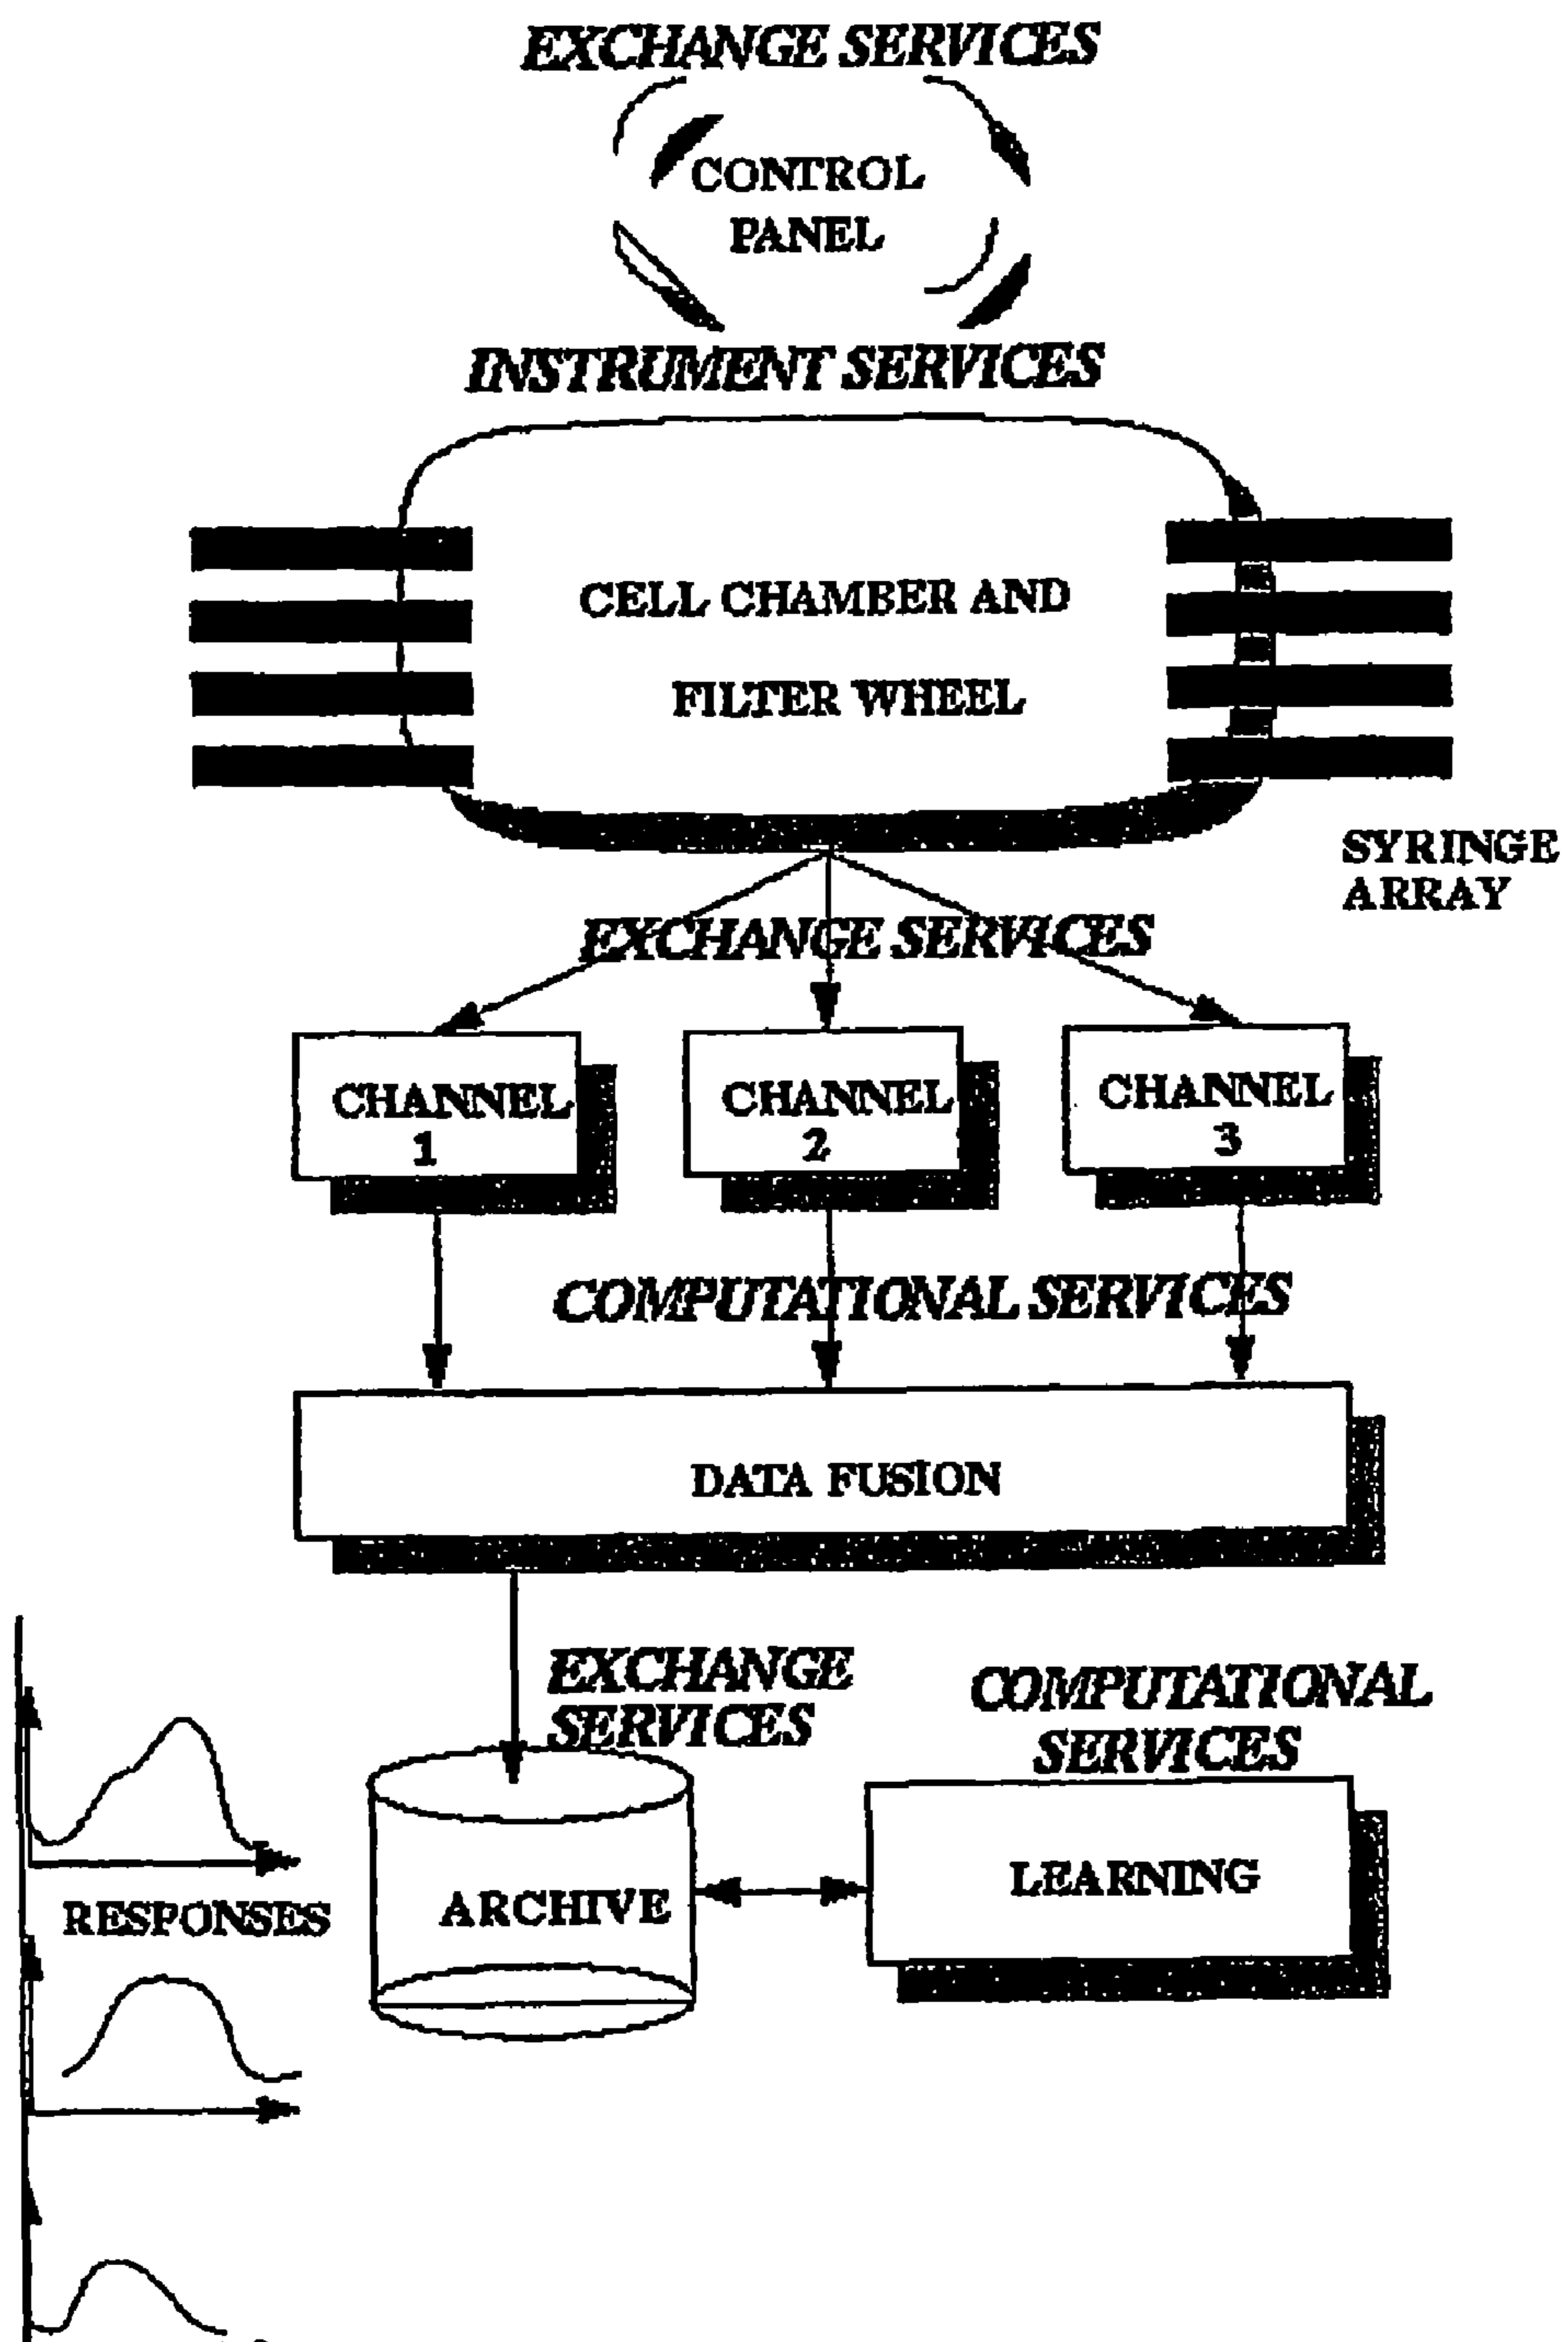 EXCHANGE SERVICES
CONTROL
PANEL
INSTRUMENT SERVICES
CELL CHAMBER AND
FILTER WHEEL
SYRINGE
ARRAY
EXCHANGE SERVICES
CHANNEL
1
CHANNEL
2
CHANNEL
3
COMPUTATIONAL SERVICES
DATA FUSION
EXCHANGE
SERVICES
COMPUTATIONAL
SERVICES
RESPONSES
ARCHIVE
LEARNING